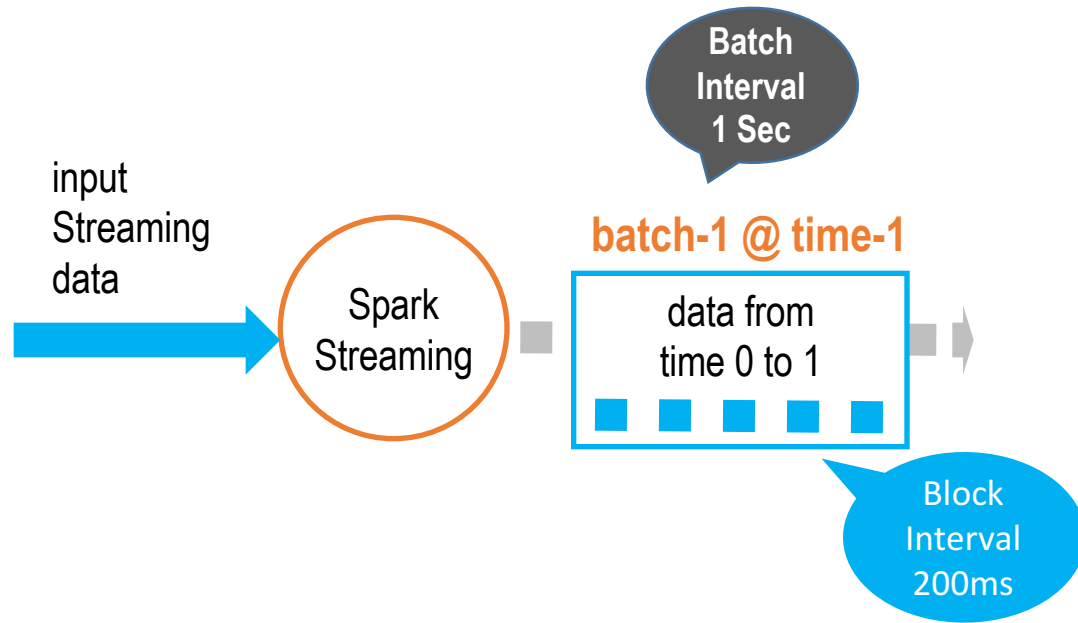 Batch
Interval
1 Sec
input
Streaming
data
batch-1 @ time-1
Spark
Streaming
data from
time 0 to 1
Block
Interval
200ms